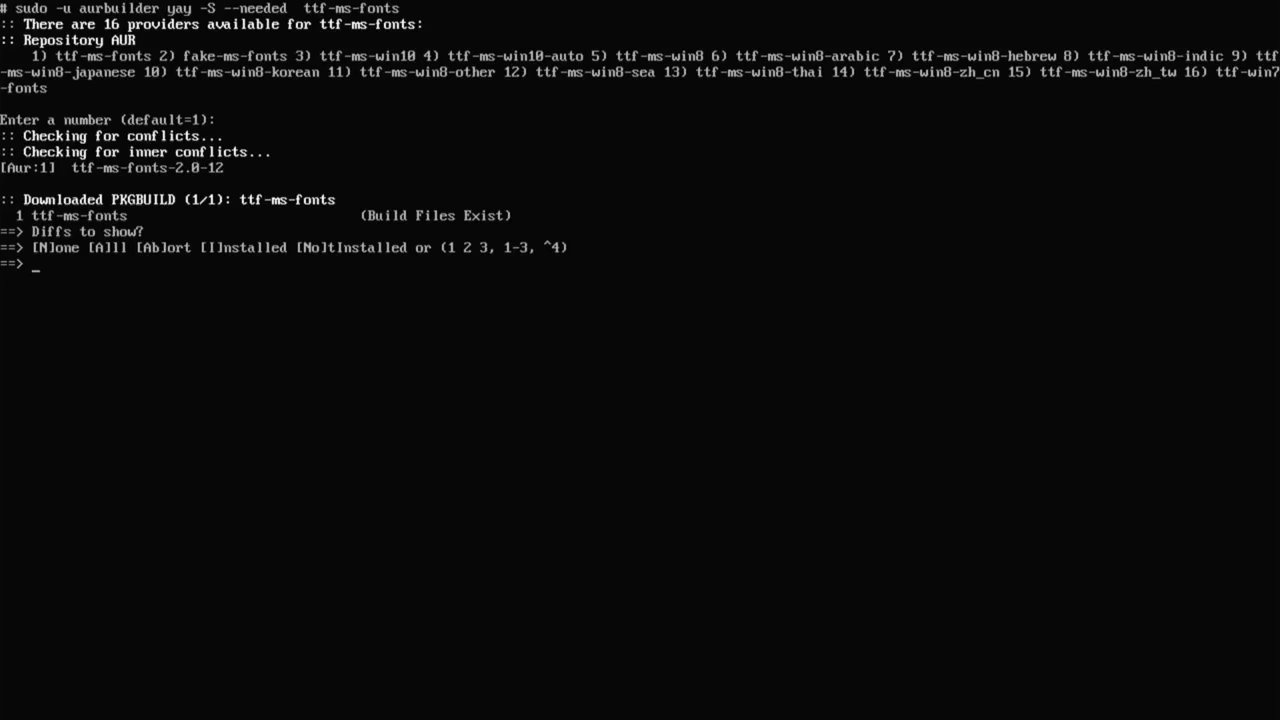 # sudo -u aurbuilder yay -S --needed  ttf-ms-fonts
:: There are 16 providers available for ttf-ms-fonts:
:: Repository AUR
    1) ttf-ms-fonts 2) fake-ms-fonts 3) ttf-ms-win10 4) ttf-ms-win10-auto 5) ttf-ms-win8 6) ttf-ms-win8-arabic 7) ttf-ms-win8-hebrew 8) ttf-ms-win8-indic 9) ttf
-ms-win8-japanese 10) ttf-ms-win8-korean 11) ttf-ms-win8-other 12) ttf-ms-win8-sea 13) ttf-ms-win8-thai 14) ttf-ms-win8-zh_cn 15) ttf-ms-win8-zh_tw 16) ttf-win7
-fonts
Enter a number (default=1):
:: Checking for conflicts...
:: Checking for inner conflicts...
[Aur:1]  ttf-ms-fonts-2.0-12
:: Downloaded PKGBUILD (1/1): ttf-ms-fonts
  1 ttf-ms-fonts                             (Build Files Exist)
==> Diffs to show?
==> [N]one [A]ll [Ab]ort [I]nstalled [No]tInstalled or (1 2 3, 1-3, ^4)
==> _